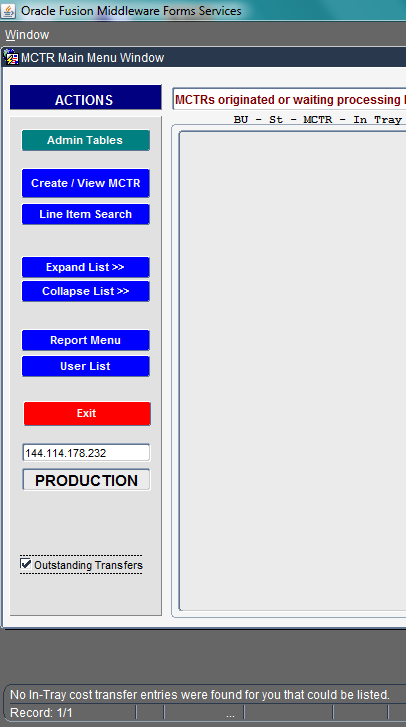 Oracle Fusion Middleware Forms Services
Window
MCTR Main Menu Window
ACTIONS
MCTRs originated or waiting processing
BU - St - MCTR - In Tray
Admin Tables
Create / View MCTR
Line Item Search
Expand List >>
Collapse List >>
Report Menu
User List
Exit
144.114.178.232
PRODUCTION
Outstanding Transfers
No In-Tray cost transfer entries were found for you that could be listed.
Record: 1/1
...